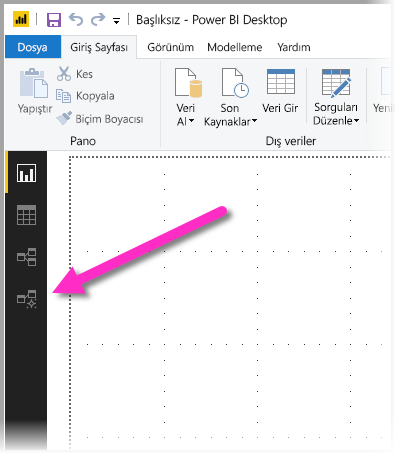 Başlıksız - Power BI Desktop
Dosya Giriş Sayfası Görünüm Modelleme Yardım
Yapıştır
Kes
Kopyala
Biçim Boyacısı
Veri Al
Son Kaynaklar
Veri Gir
Sorguları Düzenle
Pano
Dış veriler